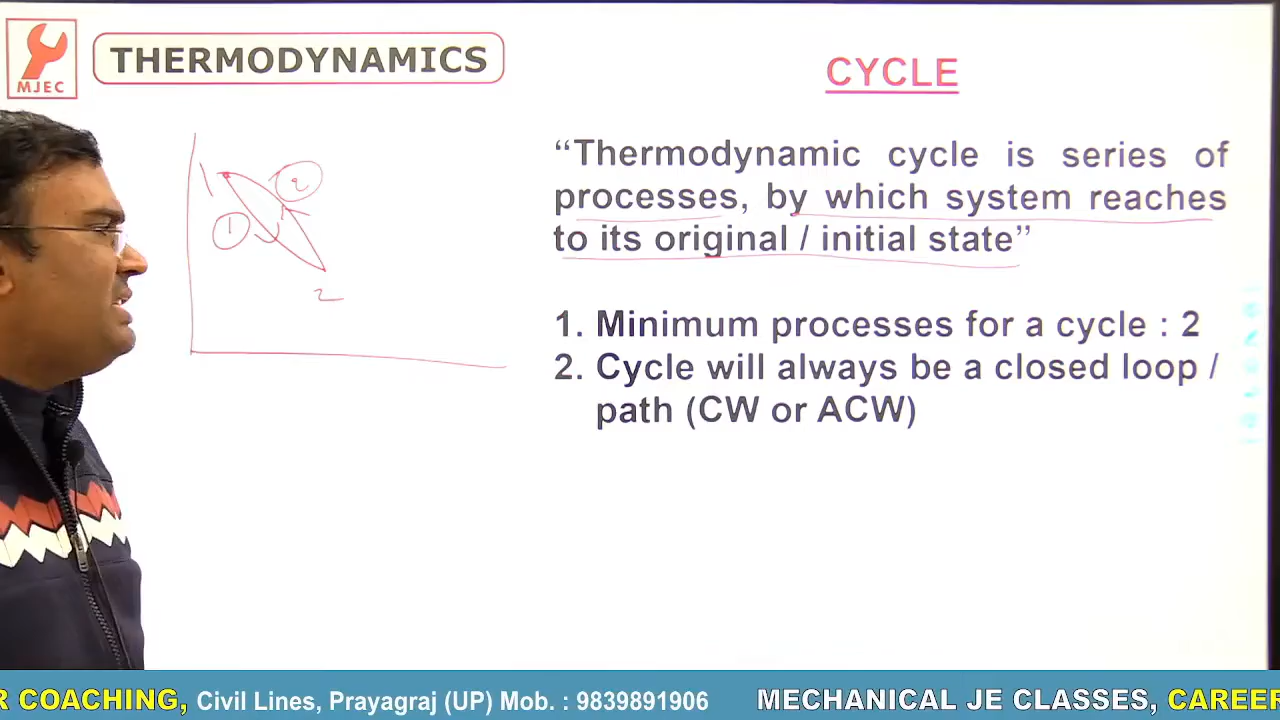 MJEC
THERMODYNAMICS
CYCLE
“Thermodynamic cycle is series of
processes, by which system reaches
to its original / initial state”
1. Minimum processes for a cycle : 2
2. Cycle will always be a closed loop /
path (CW or ACW)
1
2
1
2
R COACHING, Civil Lines, Prayagraj (UP) Mob. : 9839891906 MECHANICAL JE CLASSES, CAREER